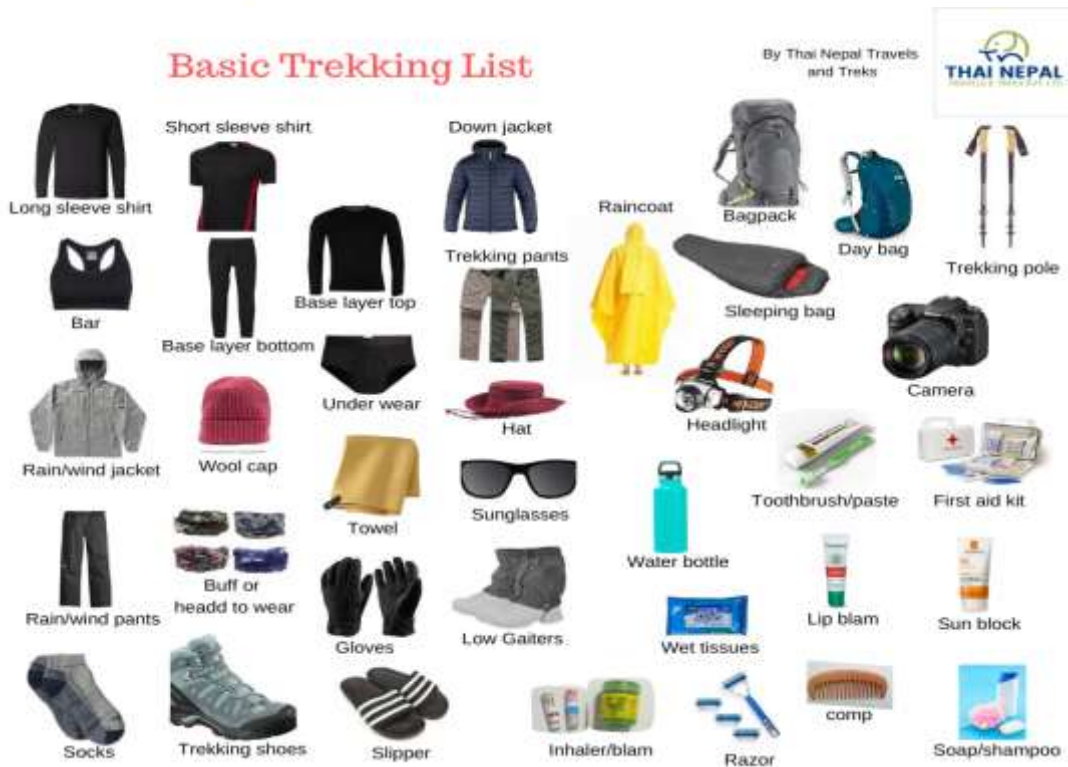 Basic Trekking List
By Thai Nepal Travels
and Treks
THAI NEPAL
Long sleeve shirt
Short sleeve shirt
Down jacket
Bagpack
Day bag
Trekking pole
Bar
Base layer bottom
Base layer top
Trekking pants
Raincoat
Sleeping bag
Camera
Rain/wind jacket
Wool cap
Under wear
Hat
Headlight
Toothbrush/paste
First aid kit
Rain/wind pants
Buff or
headd to wear
Towel
Sunglasses
Water bottle
Gloves
Low Gaiters
Wet tissues
Lip blam
Sun block
Socks
Trekking shoes
Slipper
Inhaler/blam
Razor
comp
Soap/shampoo